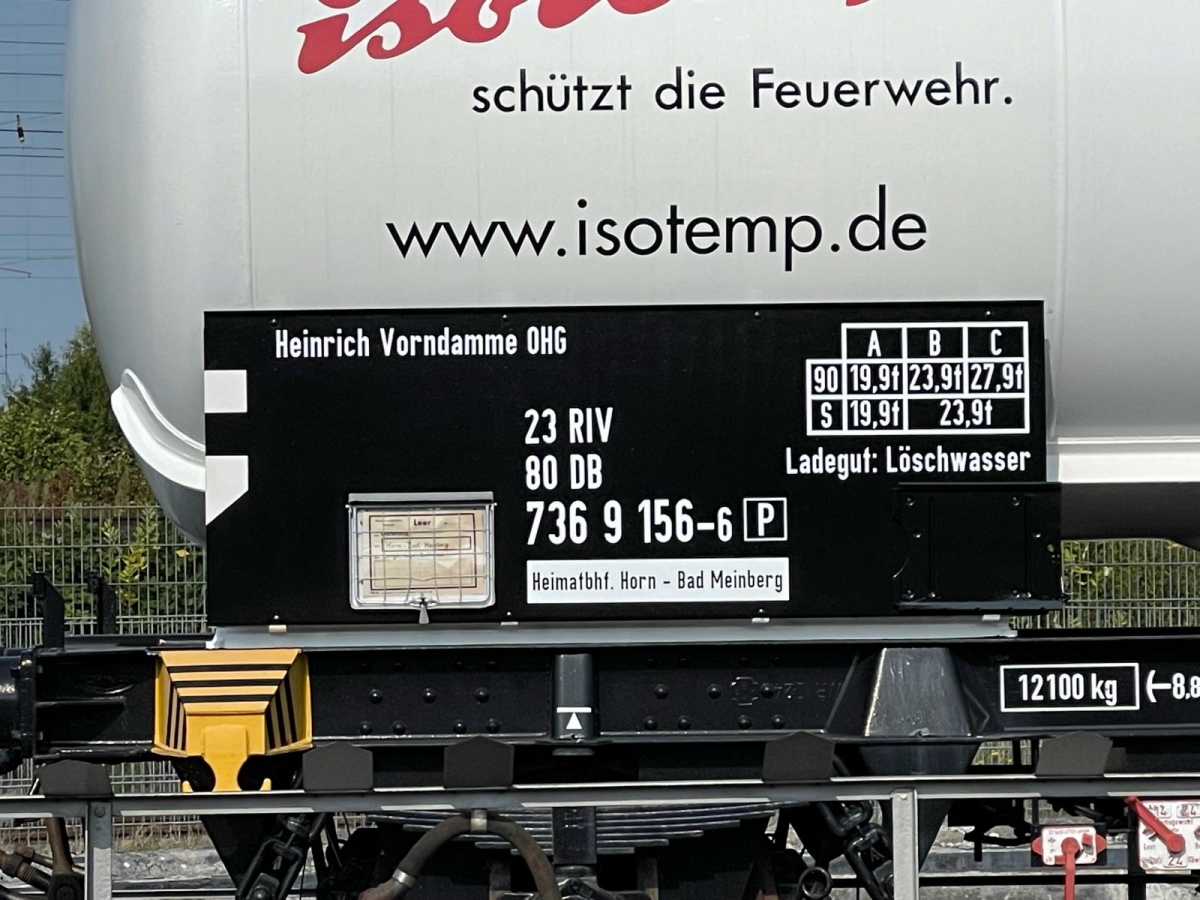 schützt die Feuerwehr.
www.isotemp.de
Heinrich Vorndamme OHG
A B C
90 19,9t 23,9t 27,9t
S 19,9t 23,9t
Ladegut: Löschwasser
23 RIV
80 DB
736 9 156-6 P
Leer
Heimatbhf. Horn - Bad Meinberg
12100 kg